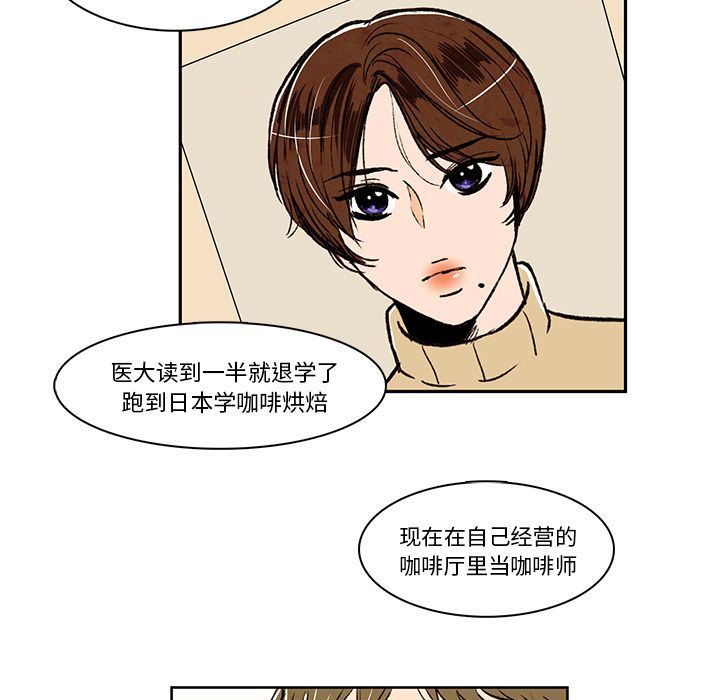 医大读到一半就退学了
跑到日本学咖啡烘焙
现在在自己经营的
咖啡厅里当咖啡师